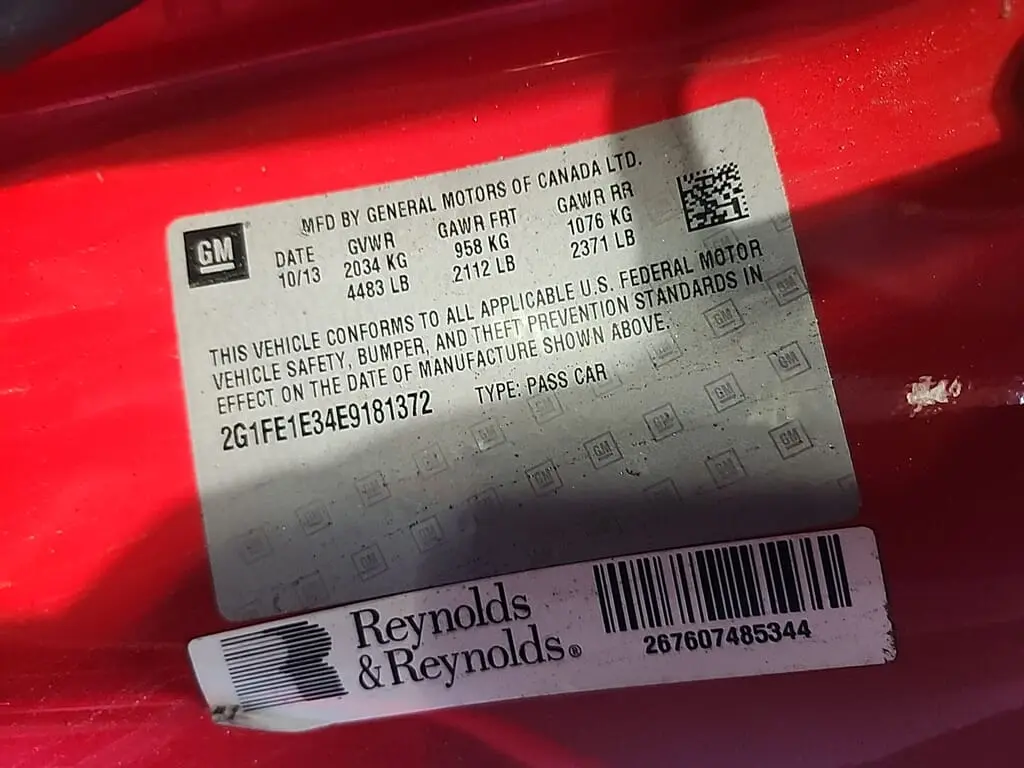 MFD BY GENERAL MOTORS OF CANADA LTD.
GM
DATE GVWR GAWR FRT GAWR RR
10/13 2034 KG 958 KG 1076 KG
4483 LB 2112 LB 2371 LB
THIS VEHICLE CONFORMS TO ALL APPLICABLE U.S. FEDERAL MOTOR
VEHICLE SAFETY, BUMPER, AND THEFT PREVENTION STANDARDS IN
EFFECT ON THE DATE OF MANUFACTURE SHOWN ABOVE.
2G1FE1E34E9181372 TYPE: PASS CAR
Reynolds
&Reynolds®
267607485344